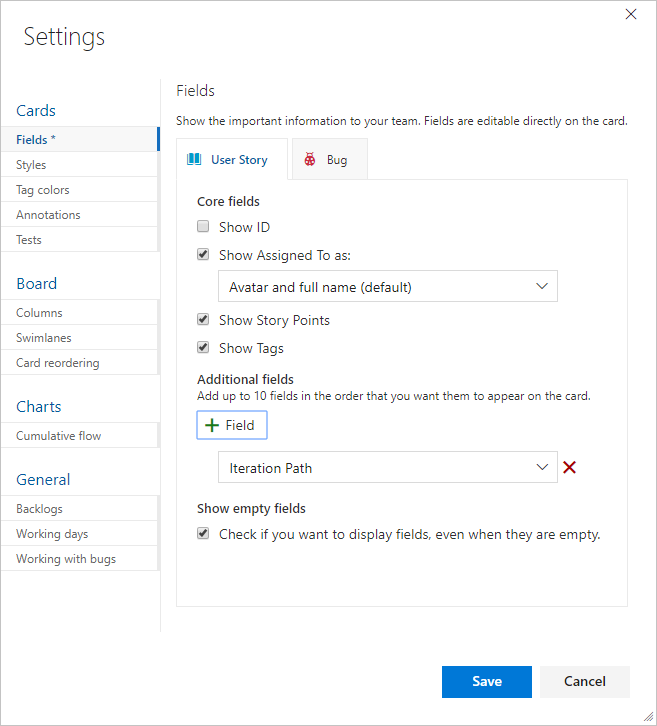 Settings
Cards
Fields *
Styles
Tag colors
Annotations
Tests
Board
Columns
Swimlanes
Card reordering
Charts
Cumulative flow
General
Backlogs
Working days
Working with bugs
Fields
Show the important information to your team. Fields are editable directly on the card.
User Story
Bug
Core fields
Show ID
Show Assigned To as:
Avatar and full name (default)
Show Story Points
Show Tags
Additional fields
Add up to 10 fields in the order that you want them to appear on the card.
Field
Iteration Path
Show empty fields
Check if you want to display fields, even when they are empty.
Save
Cancel